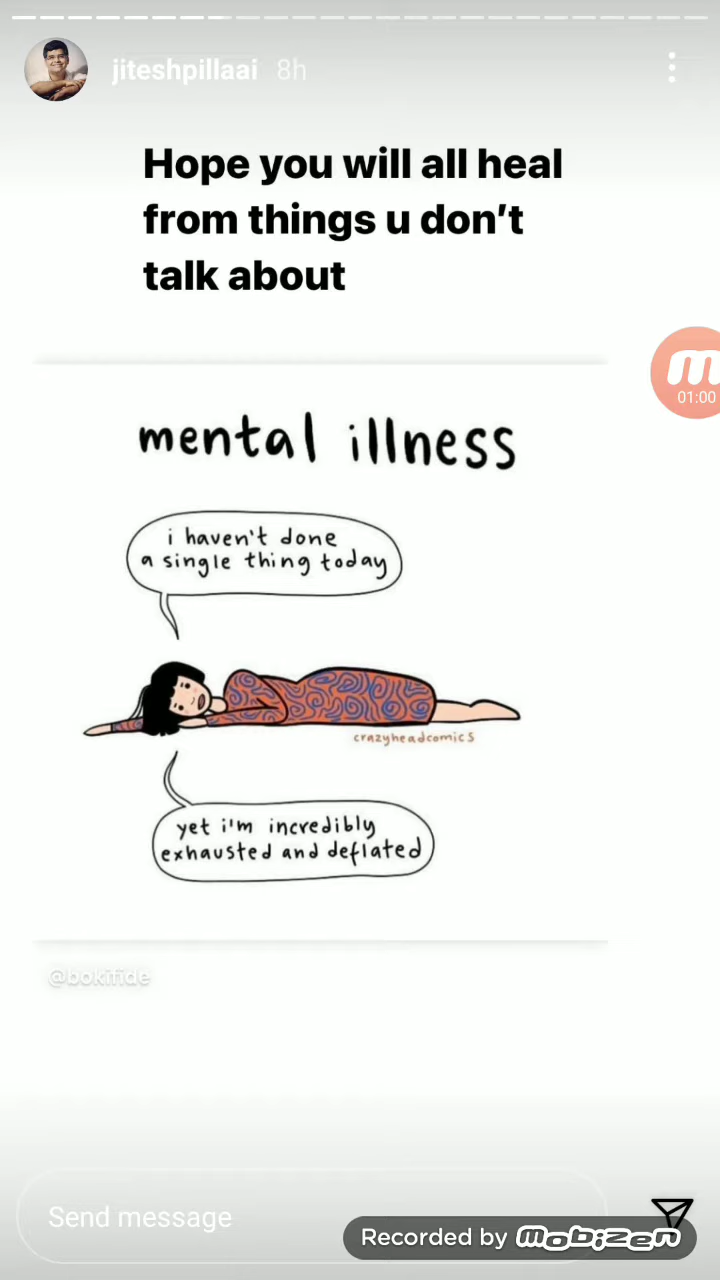 jiteshpillaai 8h
Hope you will all heal
from things u don't
talk about
m
01:00
mental illness
i haven't done
a single thing today
crazyheadcomics
yet i'm incredibly
exhausted and deflated
@bokifide
Send message
Recorded by mobizen